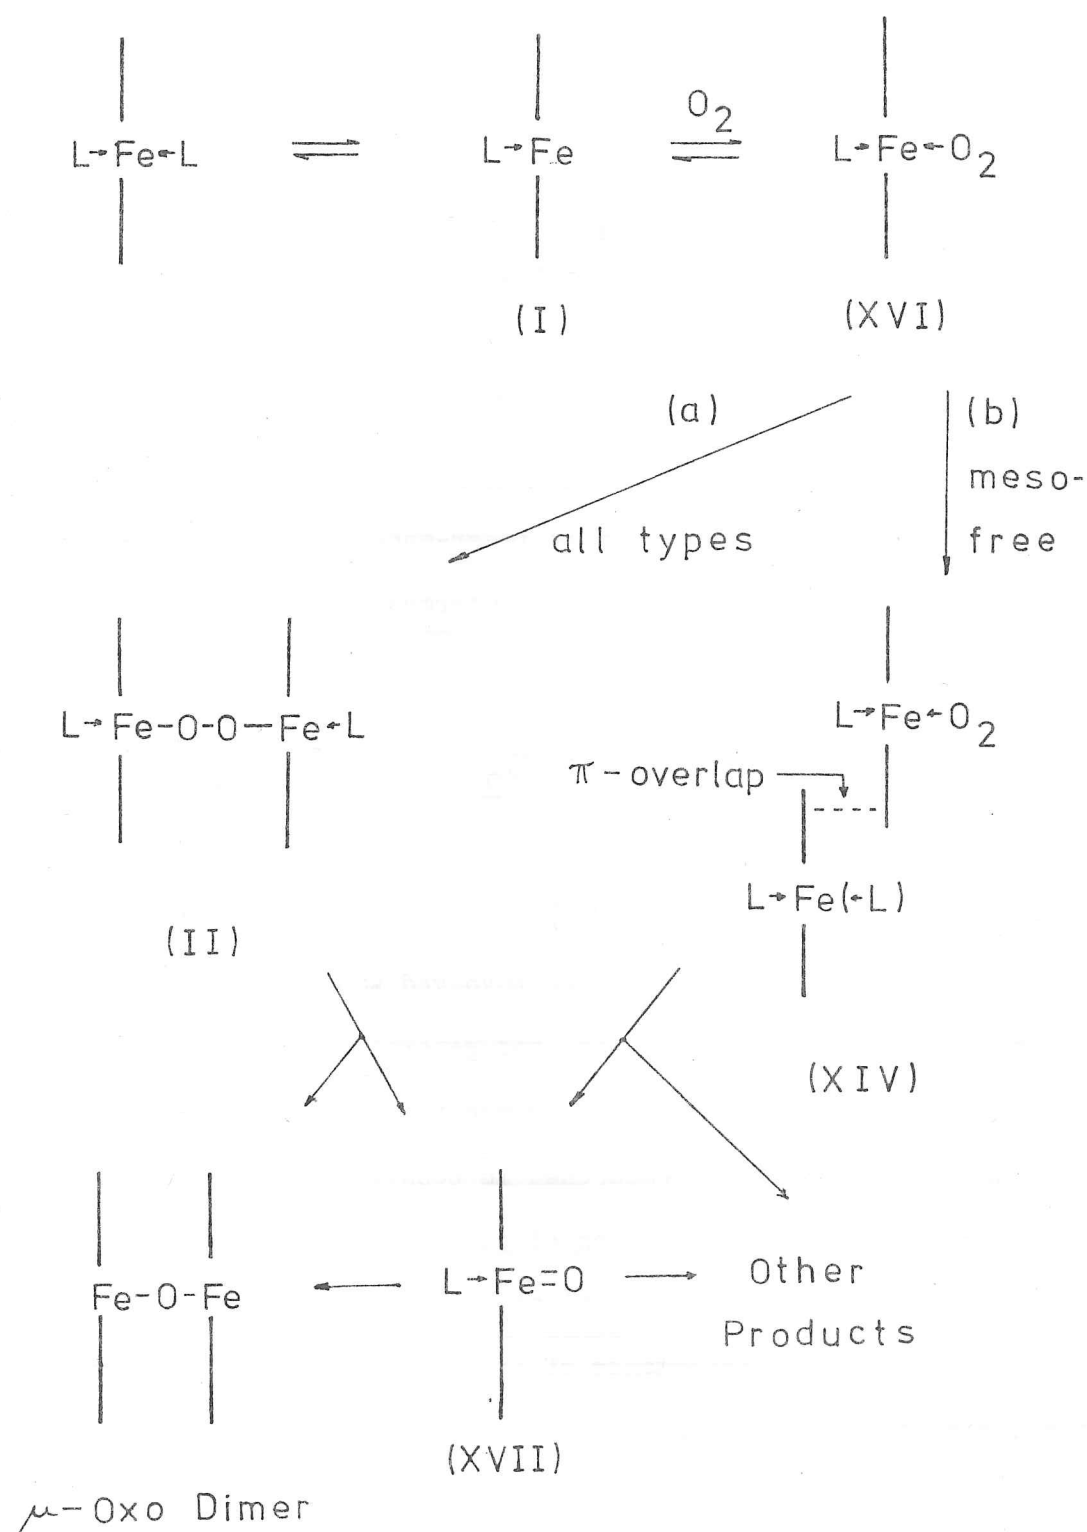 L→Fe←L ⇌ L→Fe ⇌ L→Fe←O2
O2
(I)
(XVI)
(a)
all types
(b)
meso-
free
L→Fe-O-O-Fe←L
L→Fe←O2
π-overlap
L→Fe(←L)
(II)
(XIV)
Fe-O-Fe
L→Fe=O
Other
Products
(XVII)
μ-Oxo Dimer